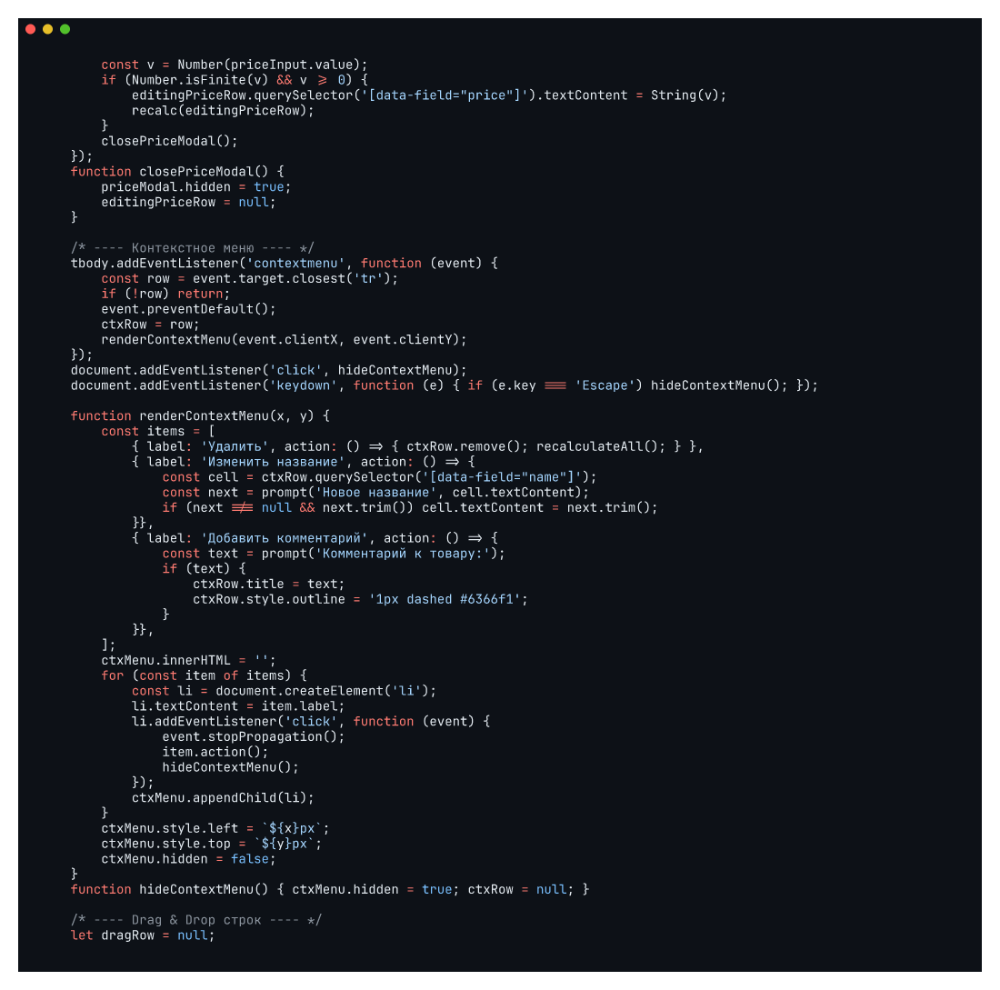 const v = Number(priceInput.value);
if (Number.isFinite(v) && v >= 0) {
editingPriceRow.querySelector('[data-field="price"]').textContent = String(v);
recalc(editingPriceRow);
}
closePriceModal();
});
function closePriceModal() {
priceModal.hidden = true;
editingPriceRow = null;
}
/* ---- Контекстное меню ---- */
tbody.addEventListener('contextmenu', function (event) {
const row = event.target.closest('tr');
if (!row) return;
event.preventDefault();
ctxRow = row;
renderContextMenu(event.clientX, event.clientY);
});
document.addEventListener('click', hideContextMenu);
document.addEventListener('keydown', function (e) { if (e.key === 'Escape') hideContextMenu(); });
function renderContextMenu(x, y) {
const items = [
{ label: 'Удалить', action: () => { ctxRow.remove(); recalculateAll(); } },
{ label: 'Изменить название', action: () => {
const cell = ctxRow.querySelector('[data-field="name"]');
const next = prompt('Новое название', cell.textContent);
if (next !== null && next.trim()) cell.textContent = next.trim();
}},
{ label: 'Добавить комментарий', action: () => {
const text = prompt('Комментарий к товару:');
if (text) {
ctxRow.title = text;
ctxRow.style.outline = '1px dashed #6366f1';
}
}},
];
ctxMenu.innerHTML = '';
for (const item of items) {
const li = document.createElement('li');
li.textContent = item.label;
li.addEventListener('click', function (event) {
event.stopPropagation();
item.action();
hideContextMenu();
});
ctxMenu.appendChild(li);
}
ctxMenu.style.left = `${x}px`;
ctxMenu.style.top = `${y}px`;
ctxMenu.hidden = false;
}
function hideContextMenu() { ctxMenu.hidden = true; ctxRow = null; }
/* ---- Drag & Drop строк ---- */
let dragRow = null;